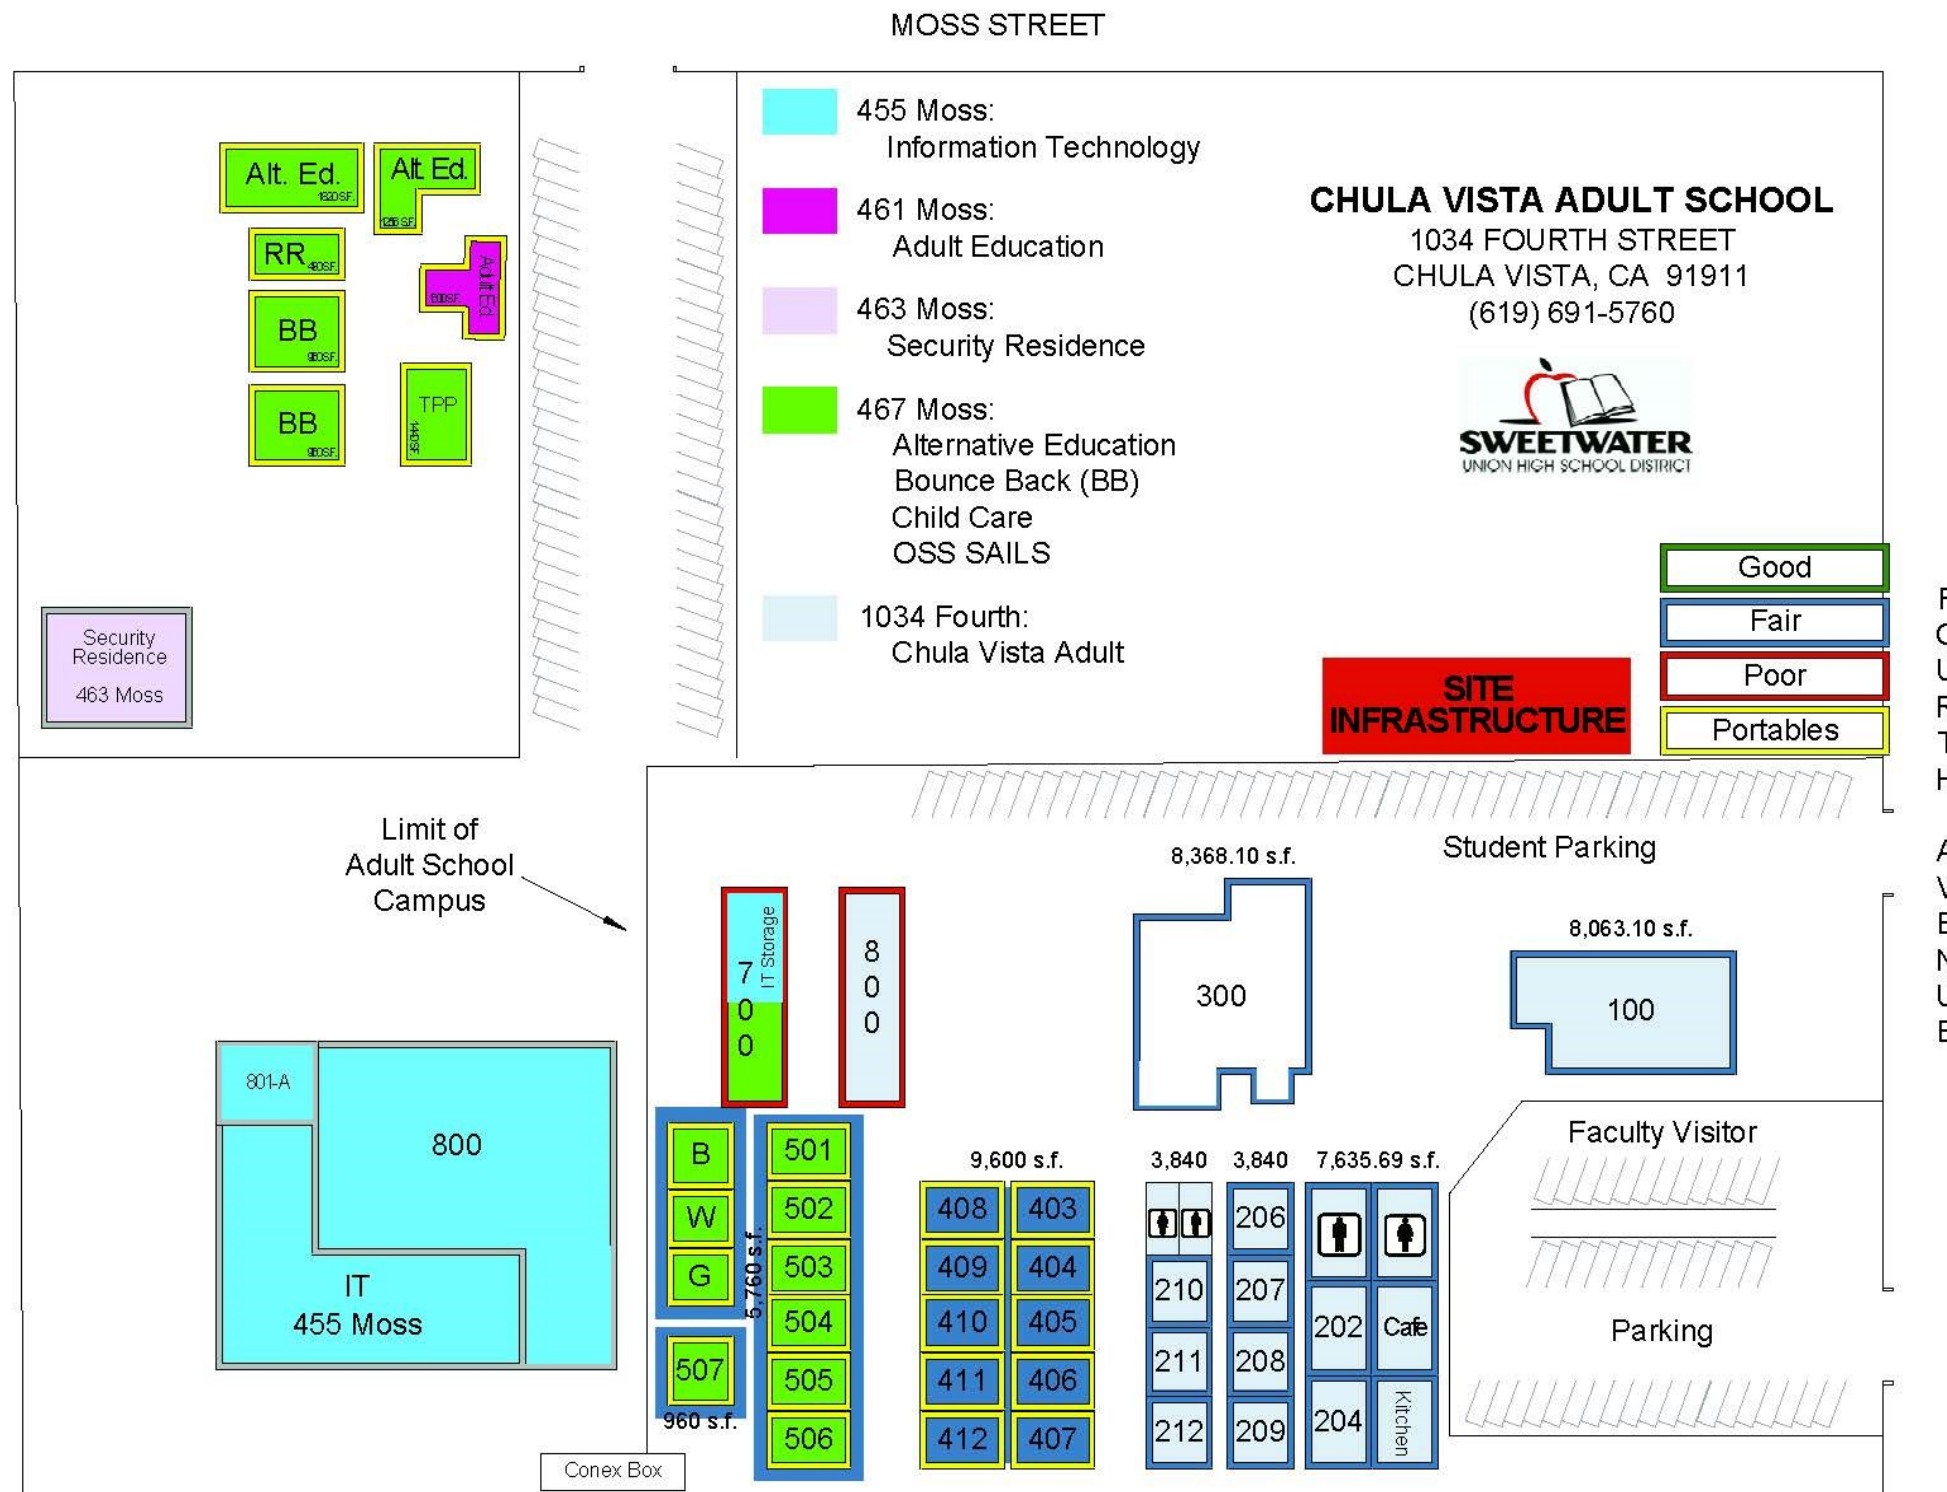 MOSS STREET
455 Moss:
Information Technology
461 Moss:
Adult Education
463 Moss:
Security Residence
467 Moss:
Alternative Education
Bounce Back (BB)
Child Care
OSS SAILS
1034 Fourth:
Chula Vista Adult
CHULA VISTA ADULT SCHOOL
1034 FOURTH STREET
CHULA VISTA, CA 91911
(619) 691-5760
SWEETWATER
UNION HIGH SCHOOL DISTRICT
Good
Fair
Poor
Portables
SITE
INFRASTRUCTURE
Alt. Ed.
1820 S.F.
Alt. Ed.
RR
480 S.F.
Adult Ed.
BB
960 S.F.
BB
960 S.F.
TPP
1440 S.F.
Security
Residence
463 Moss
Limit of
Adult School
Campus
Student Parking
8,368.10 s.f.
300
8,063.10 s.f.
100
700
IT Storage
800
801-A
800
IT
455 Moss
B
W
G
507
960 s.f.
5,760 s.f.
501
502
503
504
505
506
Conex Box
9,600 s.f.
408 403
409 404
410 405
411 406
412 407
3,840
210
211
212
3,840
206
207
208
209
7,635.69 s.f.
202 Cafe
204 Kitchen
Faculty Visitor
Parking
F
U
R
T
H
A
V
E
N
U
E